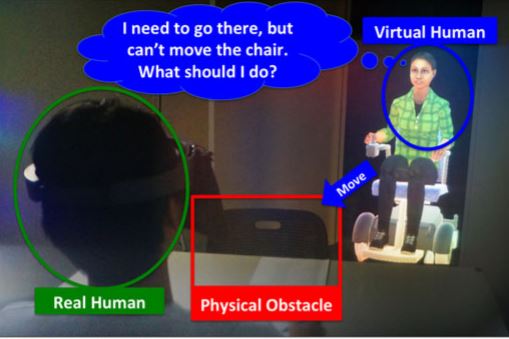 I need to go there, but
can't move the chair.
What should I do?
Virtual Human
Move
Real Human
Physical Obstacle